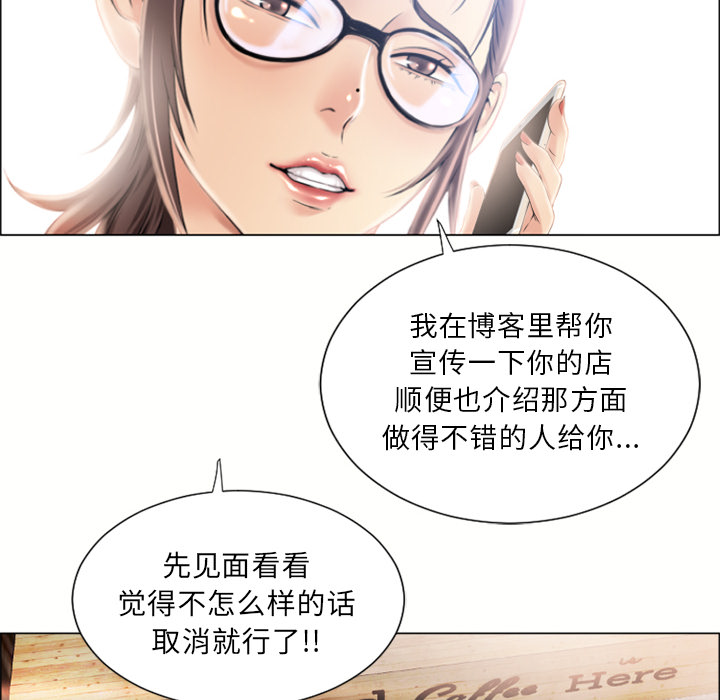 我在博客里帮你
宣传一下你的店
顺便也介绍那方面
做得不错的人给你...
先见面看看
觉得不怎么样的话
取消就行了!!
Coffee Here